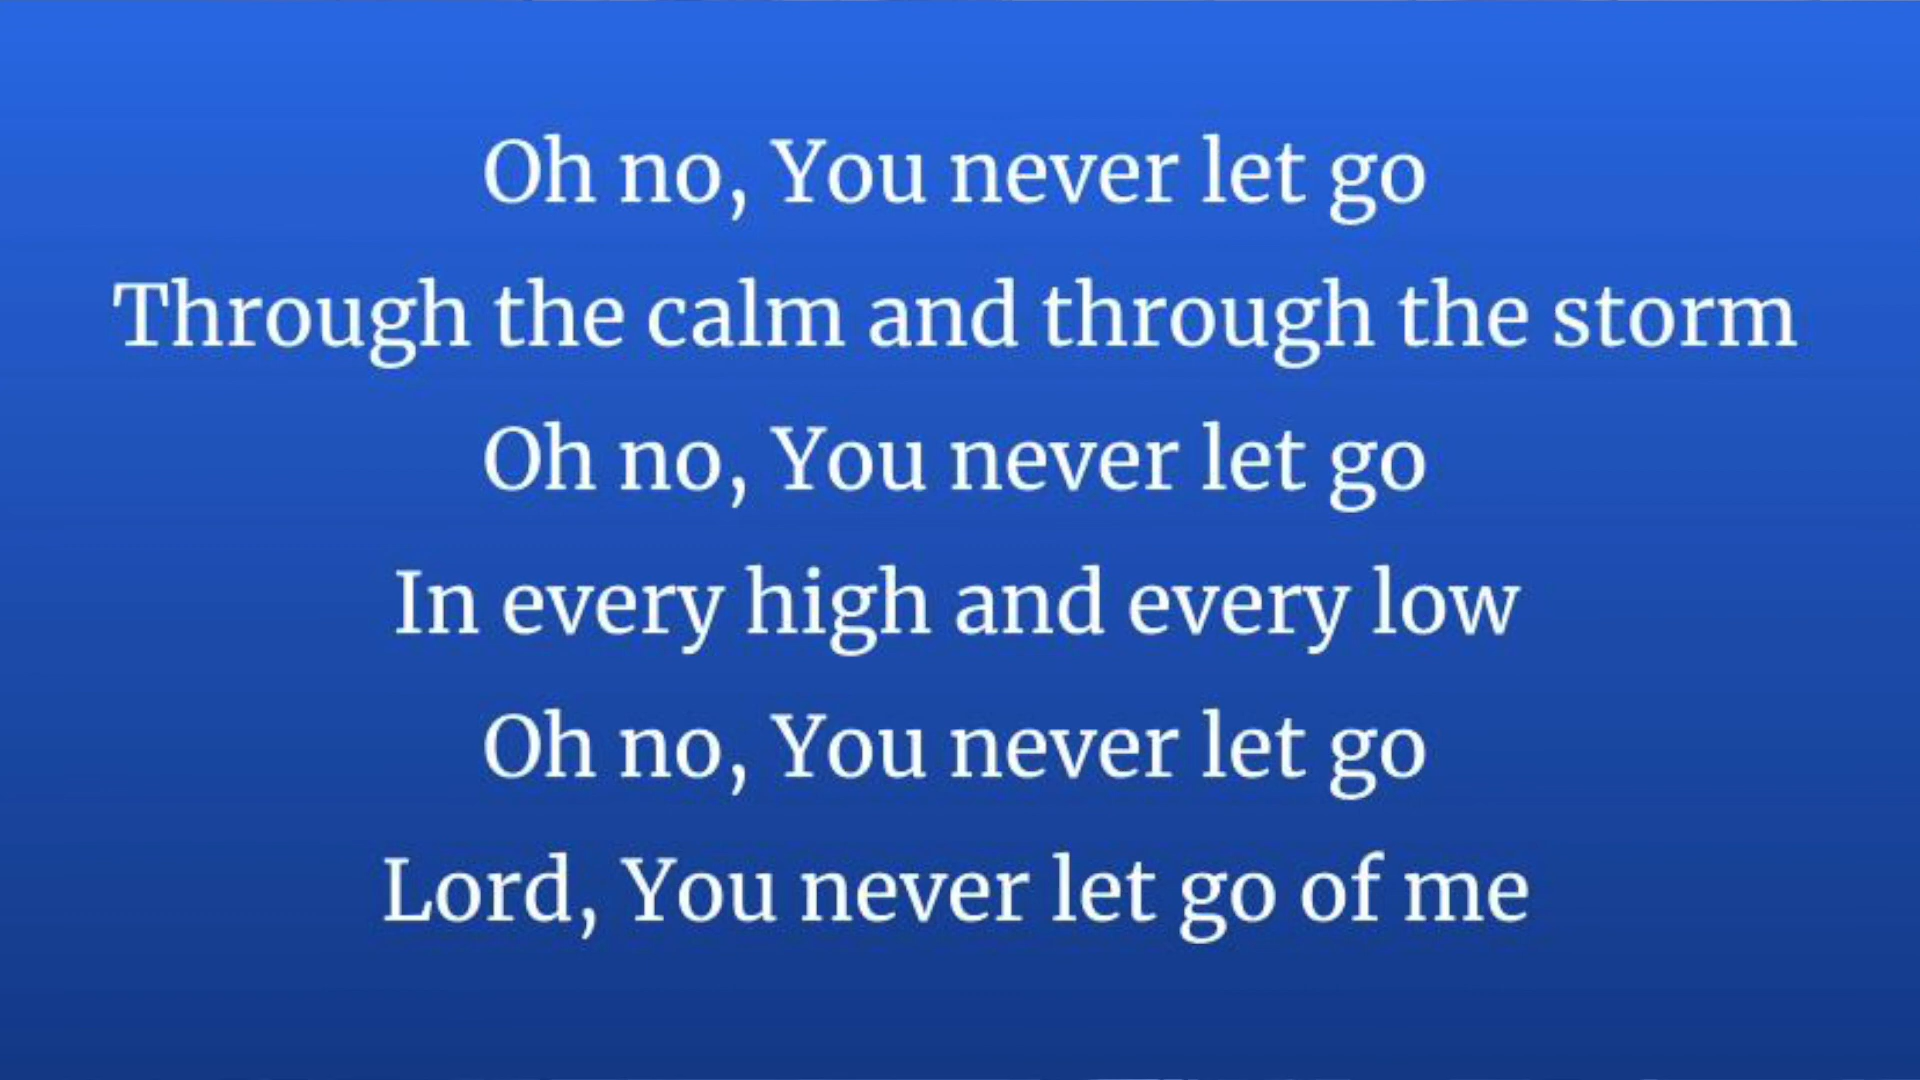 Oh no, You never let go
Through the calm and through the storm
Oh no, You never let go
In every high and every low
Oh no, You never let go
Lord, You never let go of me